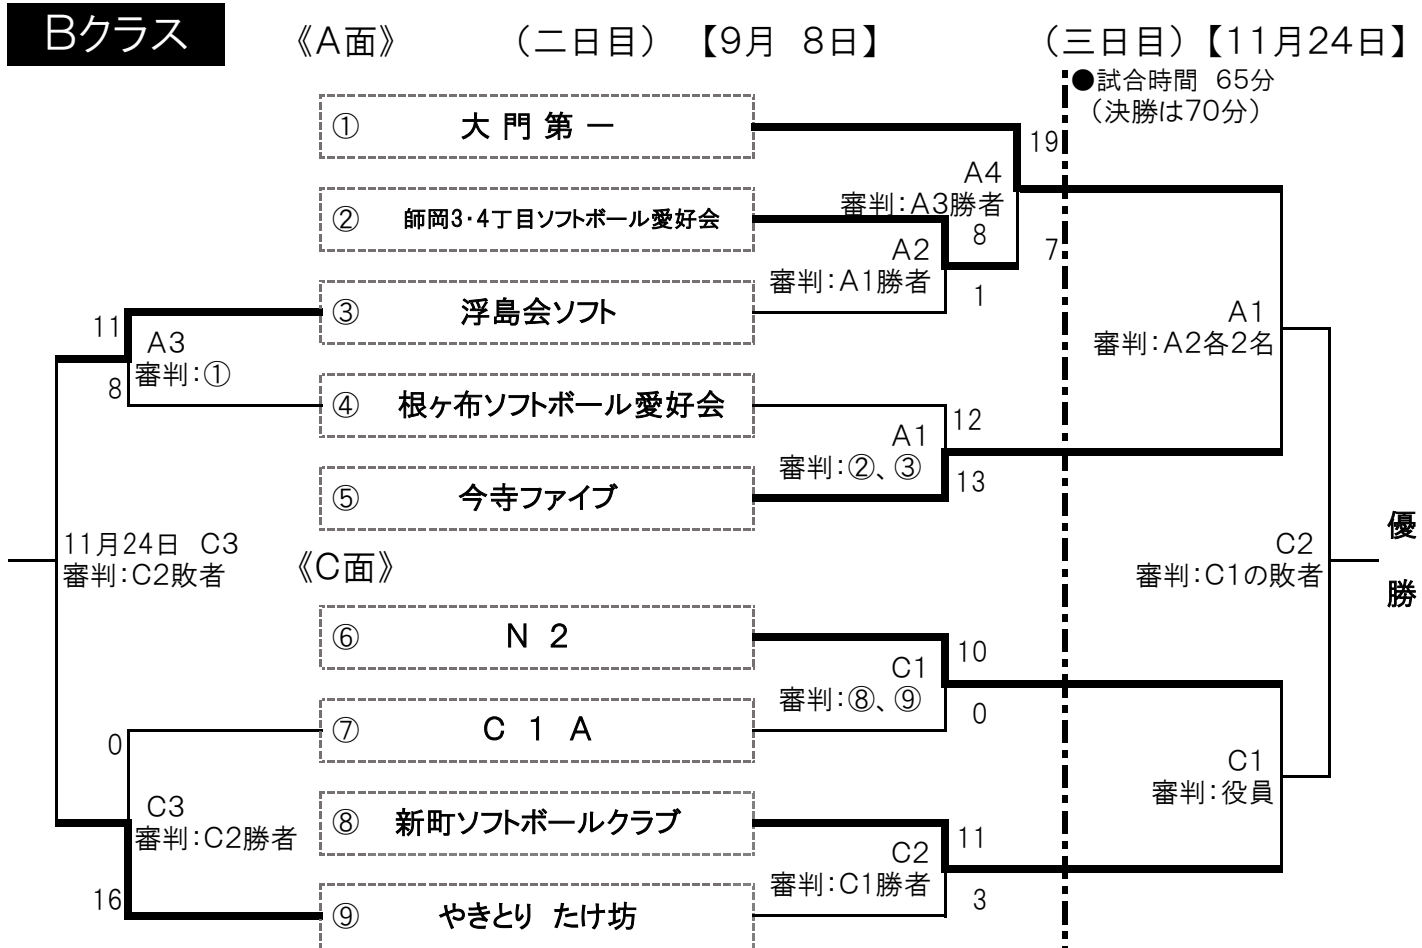 Bクラス 《A面》 （二日目） 【9月 8日】 （三日目）【11月24日】
●試合時間 65分
（決勝は70分）
① 大 門 第 一
19
A4
審判：A3勝者
② 師岡3・4丁目ソフトボール愛好会
8
7
A2
審判：A1勝者
1
③ 浮島会ソフト
11
A3
審判：①
8
A1
審判：A2各2名
④ 根ヶ布ソフトボール愛好会
12
A1
審判：②、③
13
⑤ 今寺ファイブ
11月24日 C3
審判：C2敗者
《C面》
C2
審判：C1の敗者
優
勝
⑥ N 2
10
C1
審判：⑧、⑨
0
⑦ C 1 A
0
C3
審判：C2勝者
16
C1
審判：役員
⑧ 新町ソフトボールクラブ
11
C2
審判：C1勝者
3
⑨ やきとり たけ坊